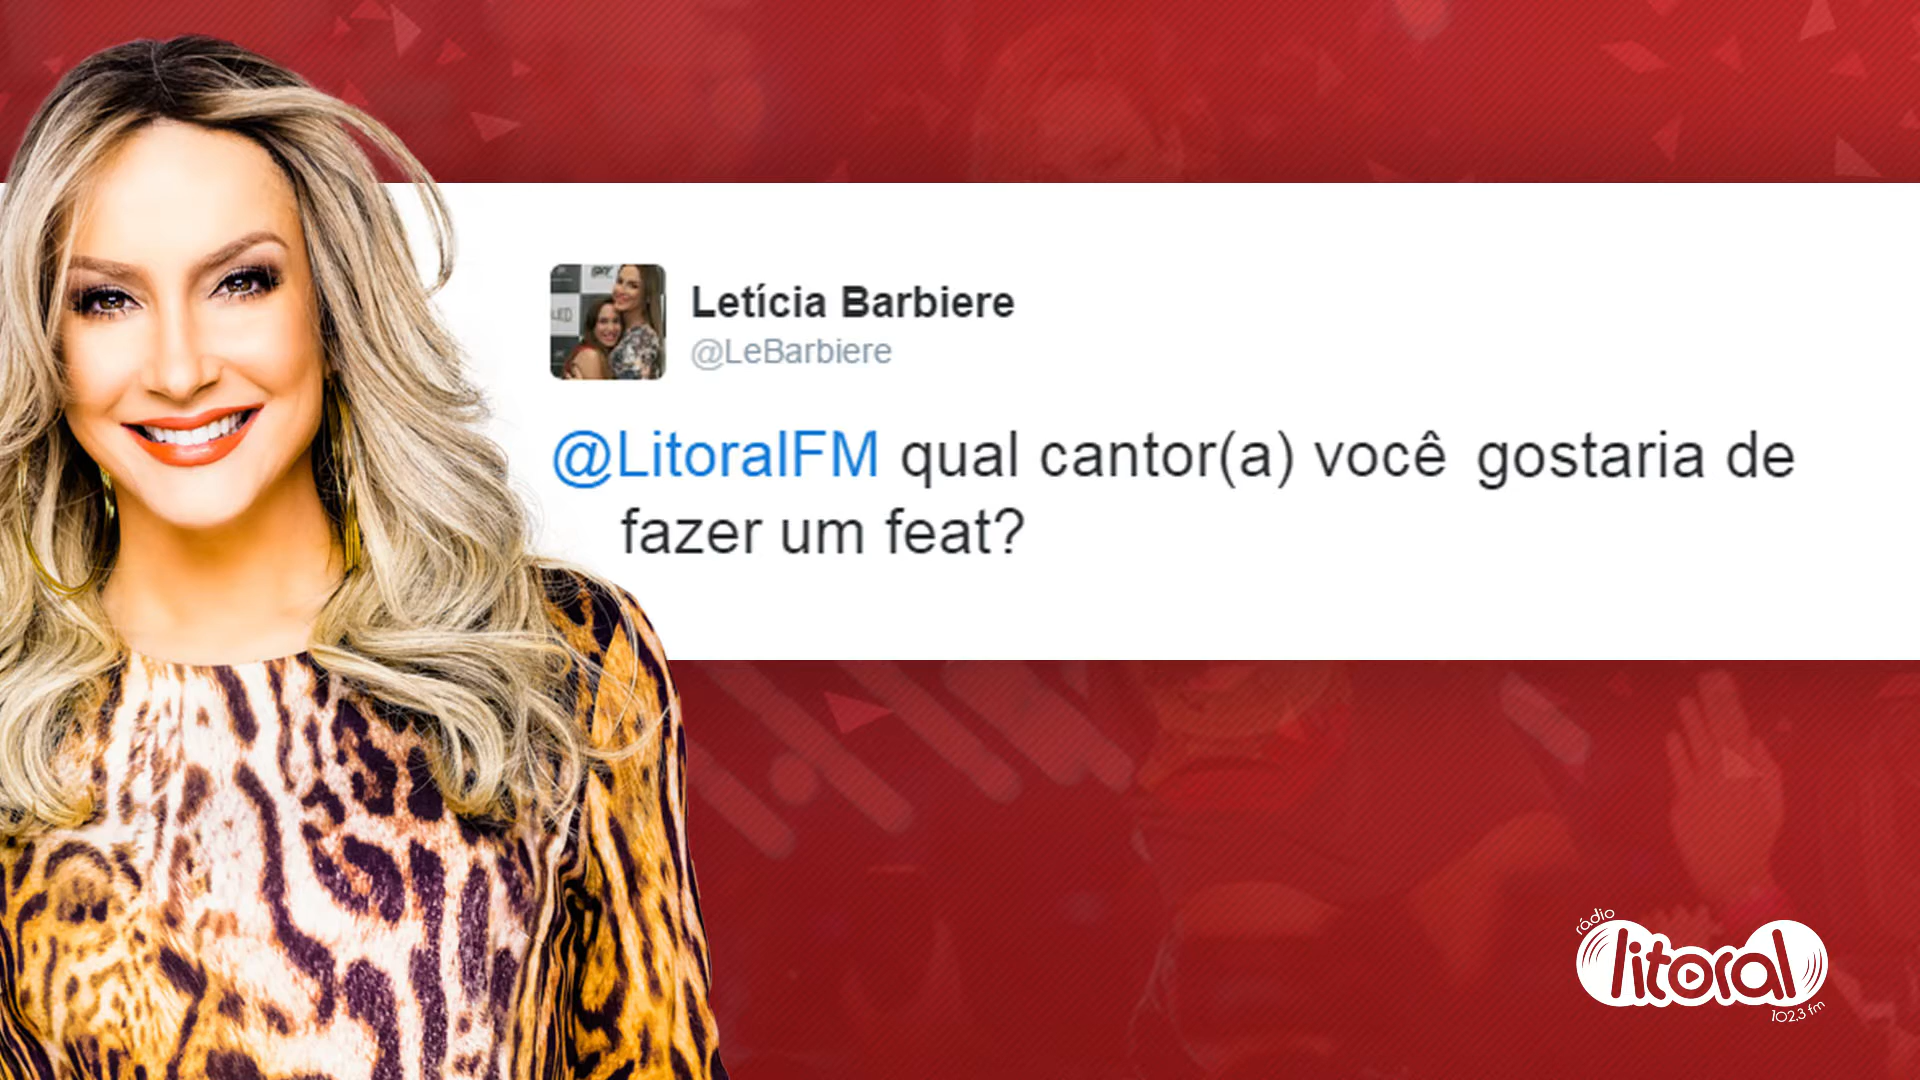 Letícia Barbiere
@LeBarbiere
@LitoralFM qual cantor(a) você gostaria de
fazer um feat?
rádio
litoral
102.3 fm